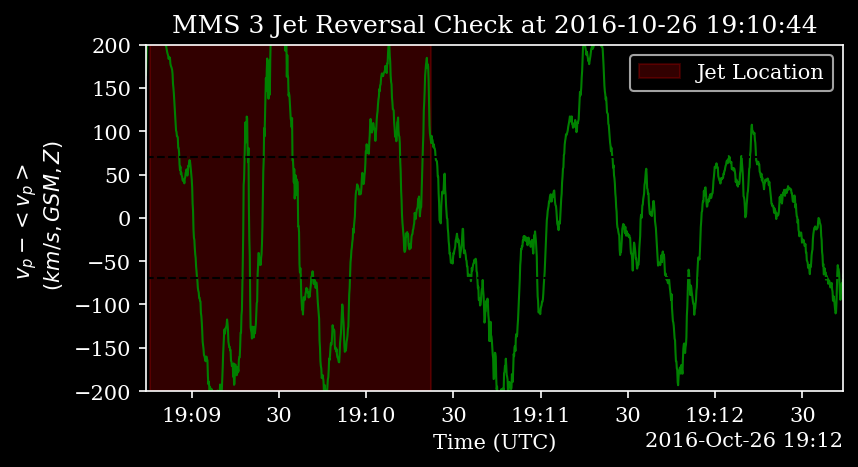 MMS 3 Jet Reversal Check at 2016-10-26 19:10:44
Jet Location
v_p − <v_p>
(km/s, GSM, Z)
200
150
100
50
0
−50
−100
−150
−200
19:09 30 19:10 30 19:11 30 19:12 30
Time (UTC)
2016-Oct-26 19:12